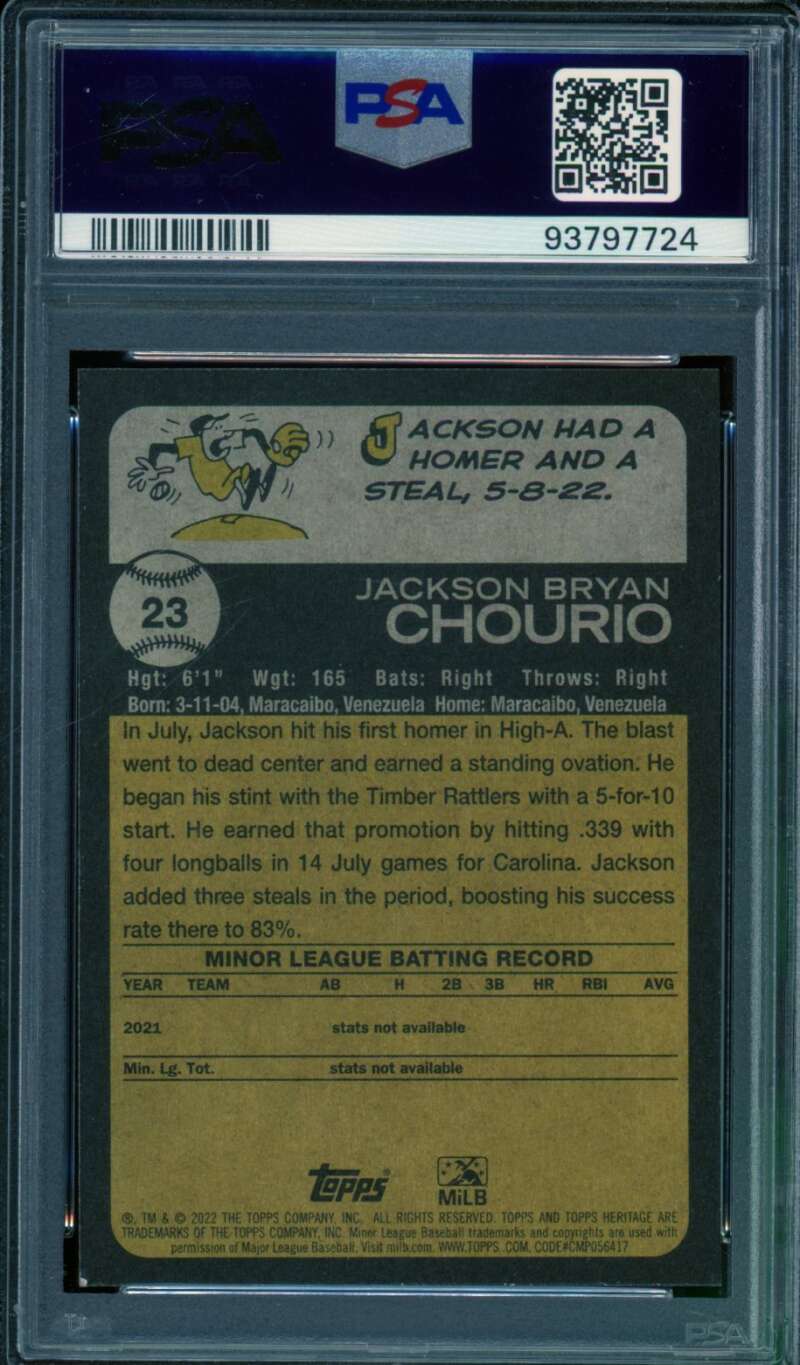 PSA
PSA
93797724
JACKSON HAD A
HOMER AND A
STEAL, 5-8-22.
23
JACKSON BRYAN
CHOURIO
Hgt: 6'1" Wgt: 165 Bats: Right Throws: Right
Born: 3-11-04, Maracaibo, Venezuela Home: Maracaibo, Venezuela
In July, Jackson hit his first homer in High-A. The blast
went to dead center and earned a standing ovation. He
began his stint with the Timber Rattlers with a 5-for-10
start. He earned that promotion by hitting .339 with
four longballs in 14 July games for Carolina. Jackson
added three steals in the period, boosting his success
rate there to 83%.
MINOR LEAGUE BATTING RECORD
YEAR TEAM AB H 2B 3B HR RBI AVG
2021 stats not available
Min. Lg. Tot. stats not available
Topps®
MiLB
®, TM & © 2022 THE TOPPS COMPANY, INC. ALL RIGHTS RESERVED. TOPPS AND TOPPS HERITAGE ARE
TRADEMARKS OF THE TOPPS COMPANY, INC. Minor League Baseball trademarks and copyrights are used with
permission of Major League Baseball. Visit milb.com. WWW.TOPPS.COM. CODE#CMP056417
PSA